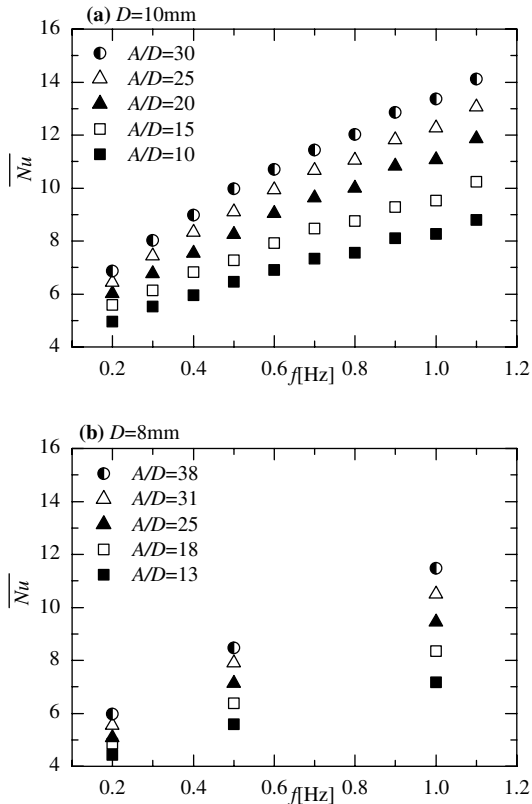 (a) D=10mm
16
14
12
10
8
6
4
Nu
A/D=30
A/D=25
A/D=20
A/D=15
A/D=10
0.2 0.4 0.6 0.8 1.0 1.2
f[Hz]
(b) D=8mm
16
14
12
10
8
6
4
Nu
A/D=38
A/D=31
A/D=25
A/D=18
A/D=13
0.2 0.4 0.6 0.8 1.0 1.2
f[Hz]